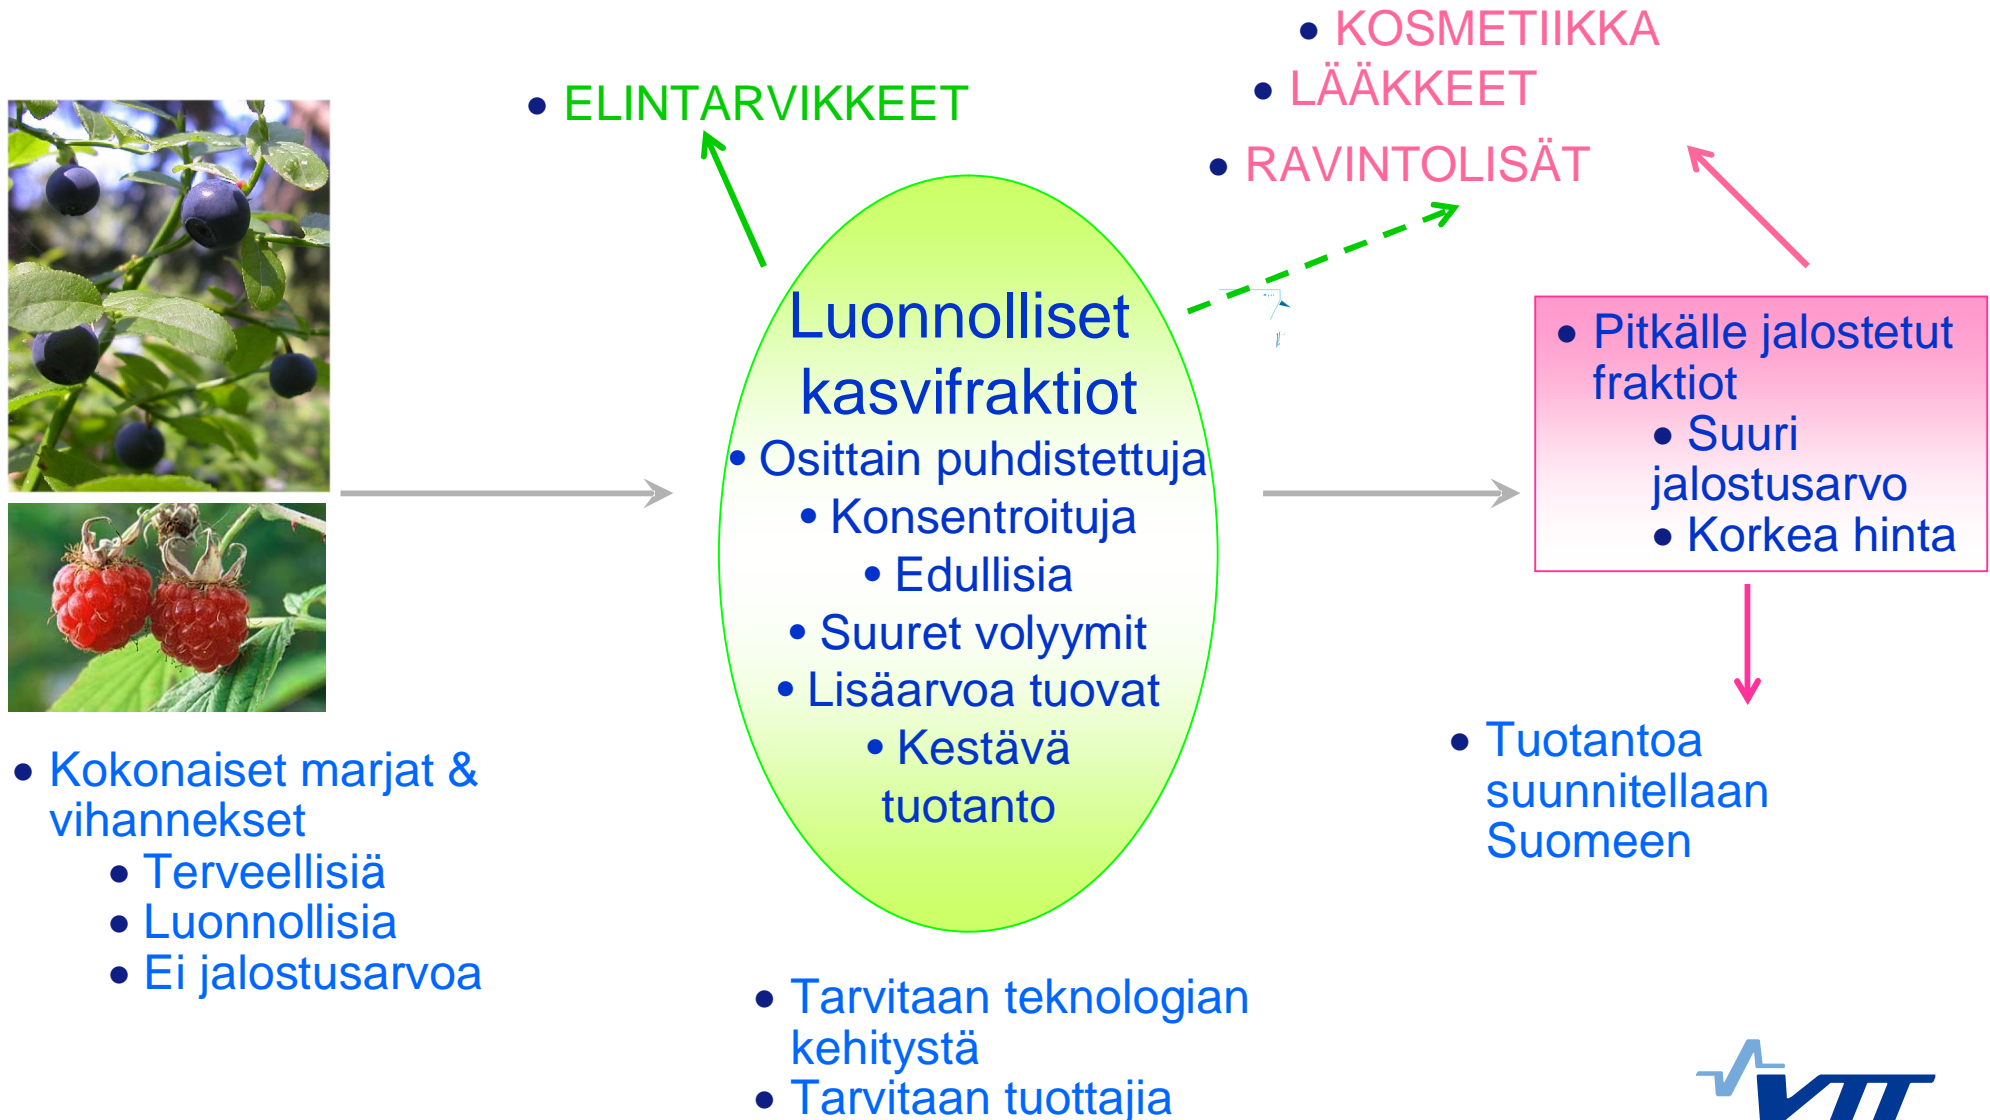 • KOSMETIIKKA
• LÄÄKKEET
• RAVINTOLISÄT
• ELINTARVIKKEET
Luonnolliset
kasvifraktiot
• Osittain puhdistettuja
• Konsentroituja
• Edullisia
• Suuret volyymit
• Lisäarvoa tuovat
• Kestävä
tuotanto
• Pitkälle jalostetut
fraktiot
• Suuri
jalostusarvo
• Korkea hinta
• Kokonaiset marjat &
vihannekset
• Terveellisiä
• Luonnollisia
• Ei jalostusarvoa
• Tuotantoa
suunnitellaan
Suomeen
• Tarvitaan teknologian
kehitystä
• Tarvitaan tuottajia
VTT